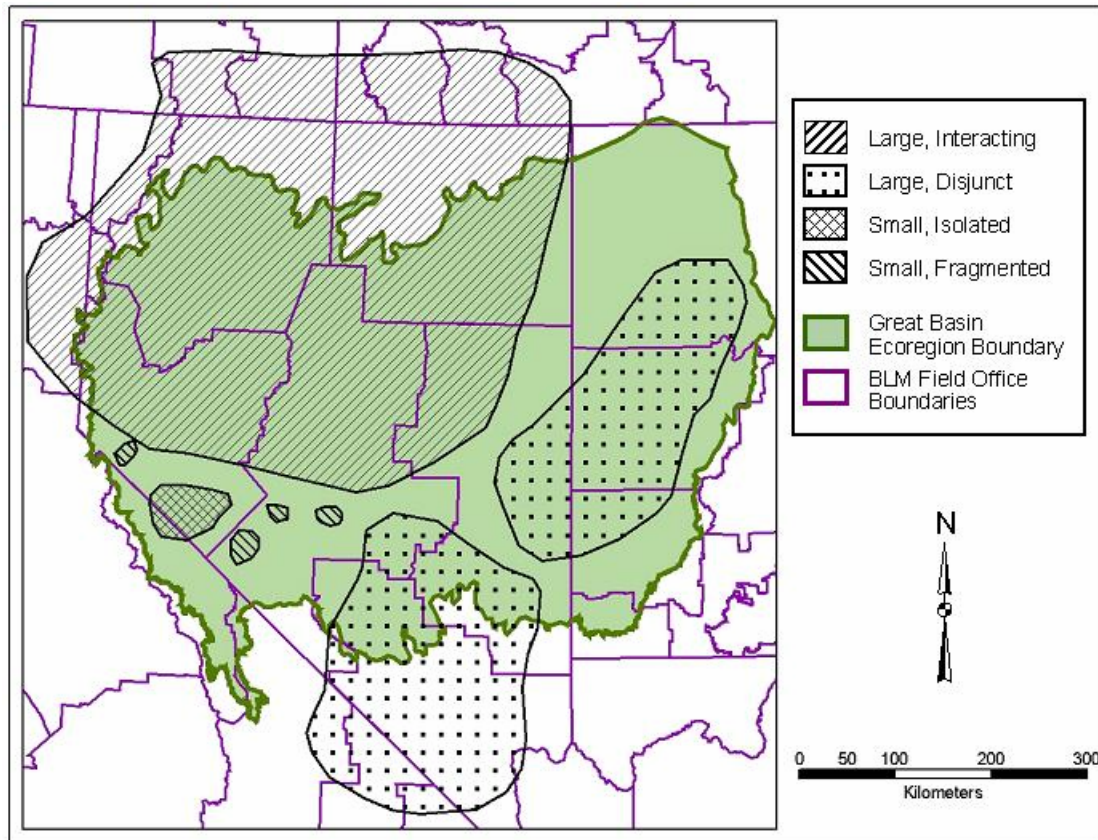 Large, Interacting
Large, Disjunct
Small, Isolated
Small, Fragmented
Great Basin
Ecoregion Boundary
BLM Field Office
Boundaries
N
0 50 100 200 300
Kilometers